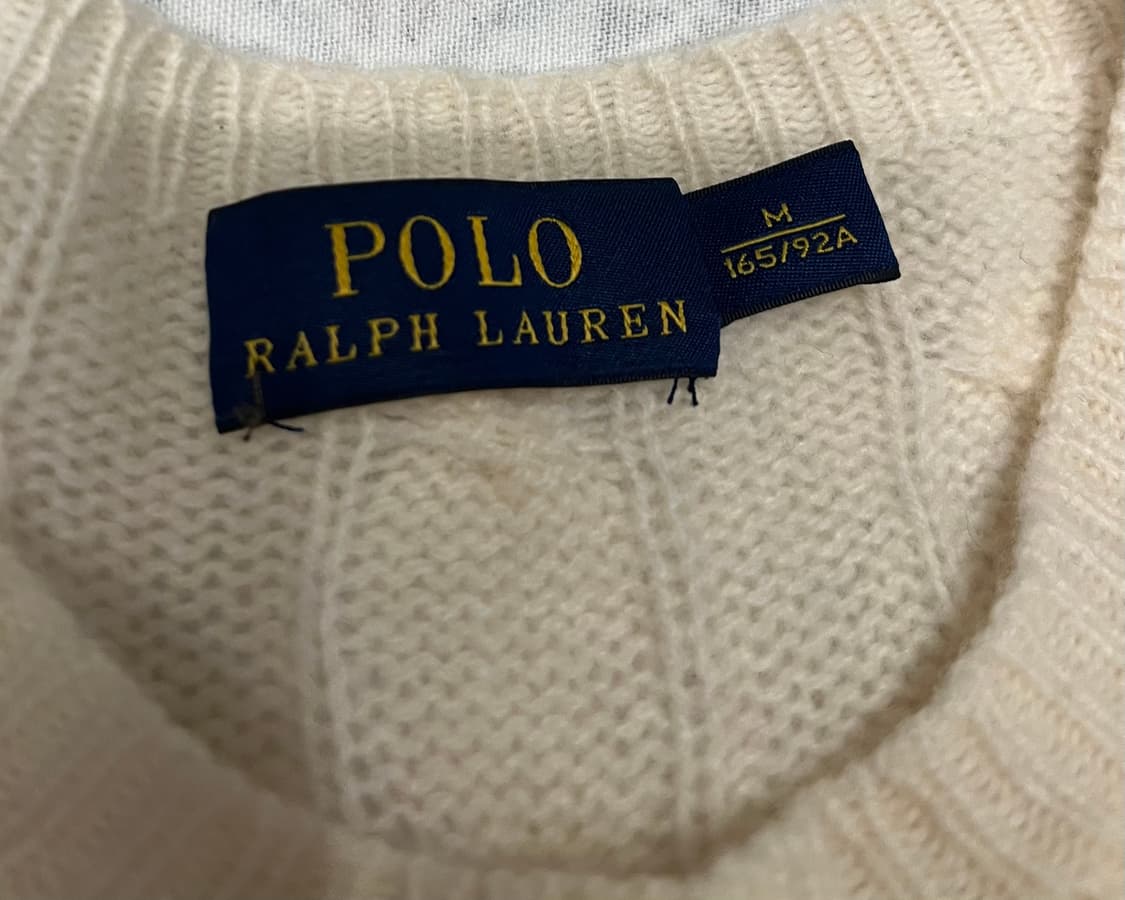 POLO
RALPH LAUREN
M
165/92A